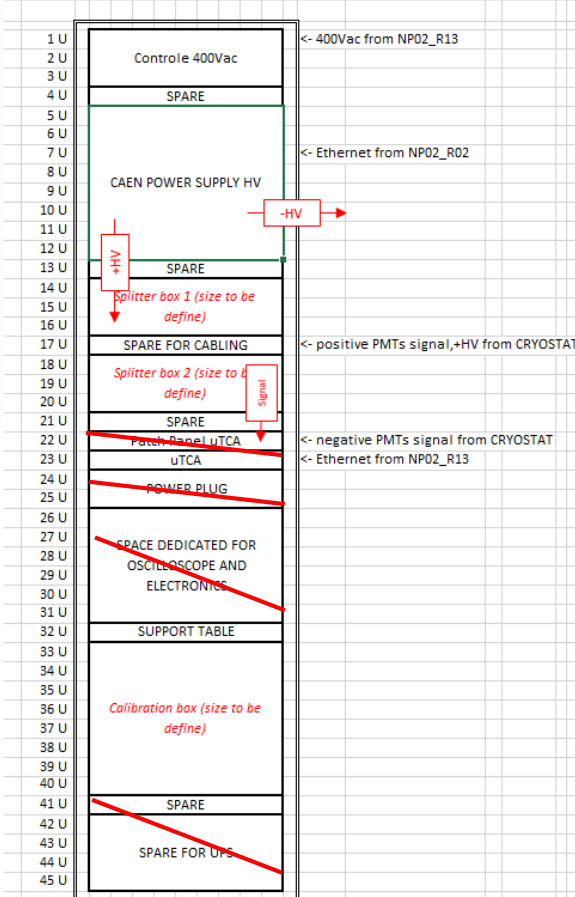 1 U
<- 400Vac from NP02_R13
2 U
Controle 400Vac
3 U
4 U
SPARE
5 U
6 U
7 U
<- Ethernet from NP02_R02
8 U
9 U
CAEN POWER SUPPLY HV
10 U
-HV
11 U
12 U
+HV
13 U
SPARE
14 U
15 U
Splitter box 1 (size to be
define)
16 U
17 U
SPARE FOR CABLING
<- positive PMTs signal,+HV from CRYOSTAT
18 U
19 U
Splitter box 2 (size to b
define)
Signal
20 U
21 U
SPARE
22 U
Patch Panel uTCA
<- negative PMTs signal from CRYOSTAT
23 U
uTCA
<- Ethernet from NP02_R13
24 U
POWER PLUG
25 U
26 U
27 U
SPACE DEDICATED FOR
28 U
OSCILLOSCOPE AND
29 U
ELECTRONICS
30 U
31 U
32 U
SUPPORT TABLE
33 U
34 U
35 U
36 U
Calibration box (size to be
37 U
define)
38 U
39 U
40 U
41 U
SPARE
42 U
43 U
SPARE FOR UPS
44 U
45 U